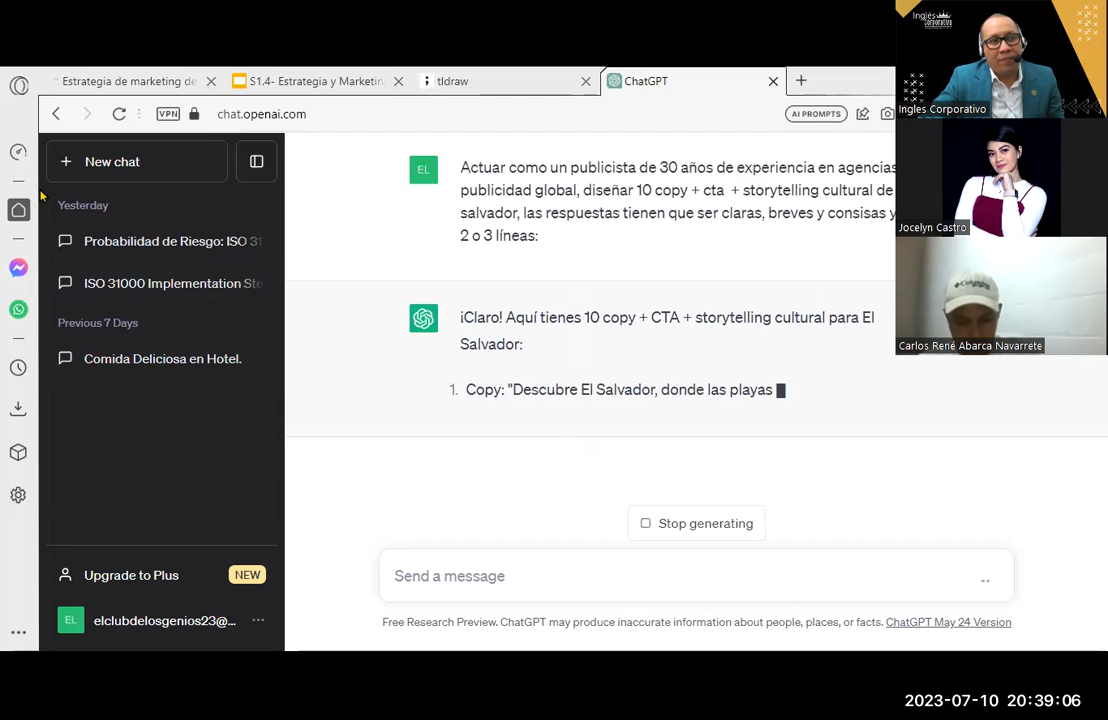 Estrategia de marketing de
S1.4- Estrategia y Marketin
tldraw
ChatGPT
VPN
chat.openai.com
AI PROMPTS
New chat
Yesterday
Probabilidad de Riesgo: ISO 31
ISO 31000 Implementation Ste
Previous 7 Days
Comida Deliciosa en Hotel.
Upgrade to Plus
NEW
EL
elclubdelosgenios23@...
EL
Actuar como un publicista de 30 años de experiencia en agencias
publicidad global, diseñar 10 copy + cta + storytelling cultural de
salvador, las respuestas tienen que ser claras, breves y consisas y
2 o 3 líneas:
¡Claro! Aquí tienes 10 copy + CTA + storytelling cultural para El
Salvador:
1. Copy: "Descubre El Salvador, donde las playas
Stop generating
Send a message
Free Research Preview. ChatGPT may produce inaccurate information about people, places, or facts. ChatGPT May 24 Version
Inglés
Corporativo
Ingles Corporativo
Jocelyn Castro
Carlos René Abarca Navarrete
2023-07-10 20:39:06